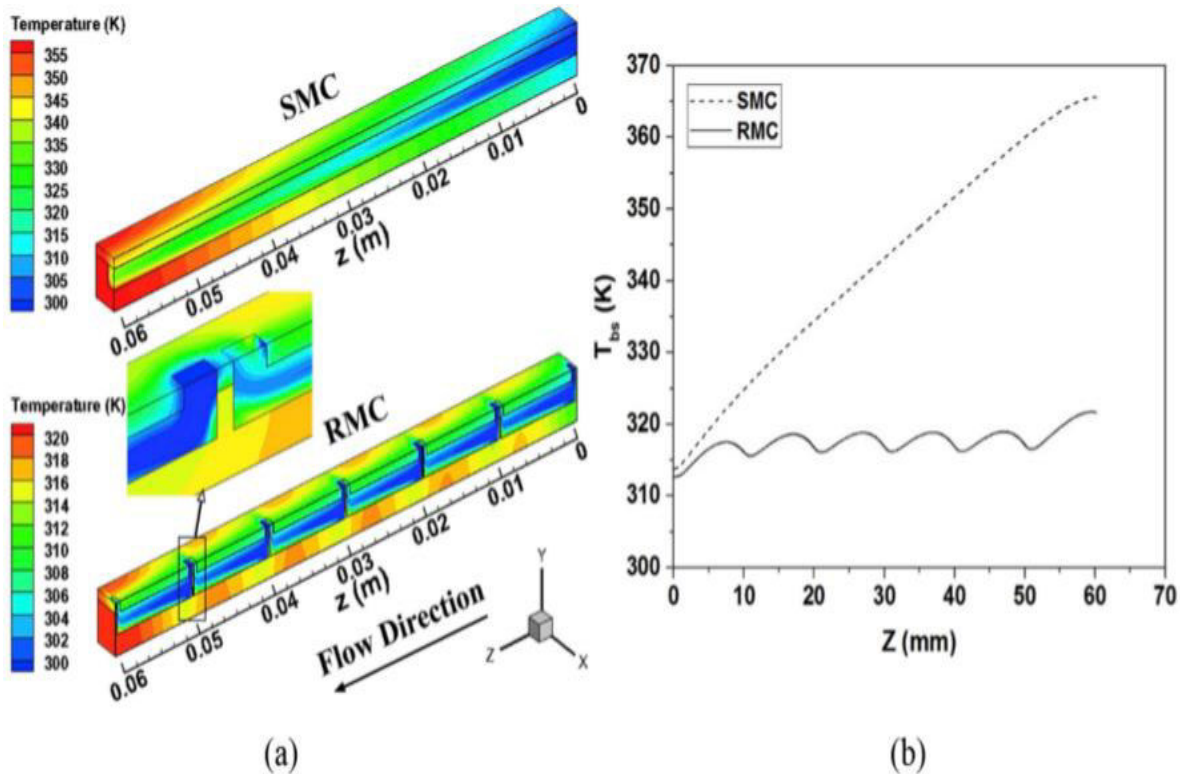 Temperature (K)
355
350
345
340
335
330
325
320
315
310
305
300
SMC
0
0.01
0.02
0.03
0.04
0.05
0.06
z (m)
Temperature (K)
320
318
316
314
312
310
308
306
304
302
300
RMC
0
0.01
0.02
0.03
0.04
0.05
0.06
z (m)
Flow Direction
Y
Z
X
(a)
370
360
350
340
330
320
310
300
T_bs (K)
SMC
RMC
0 10 20 30 40 50 60 70
Z (mm)
(b)